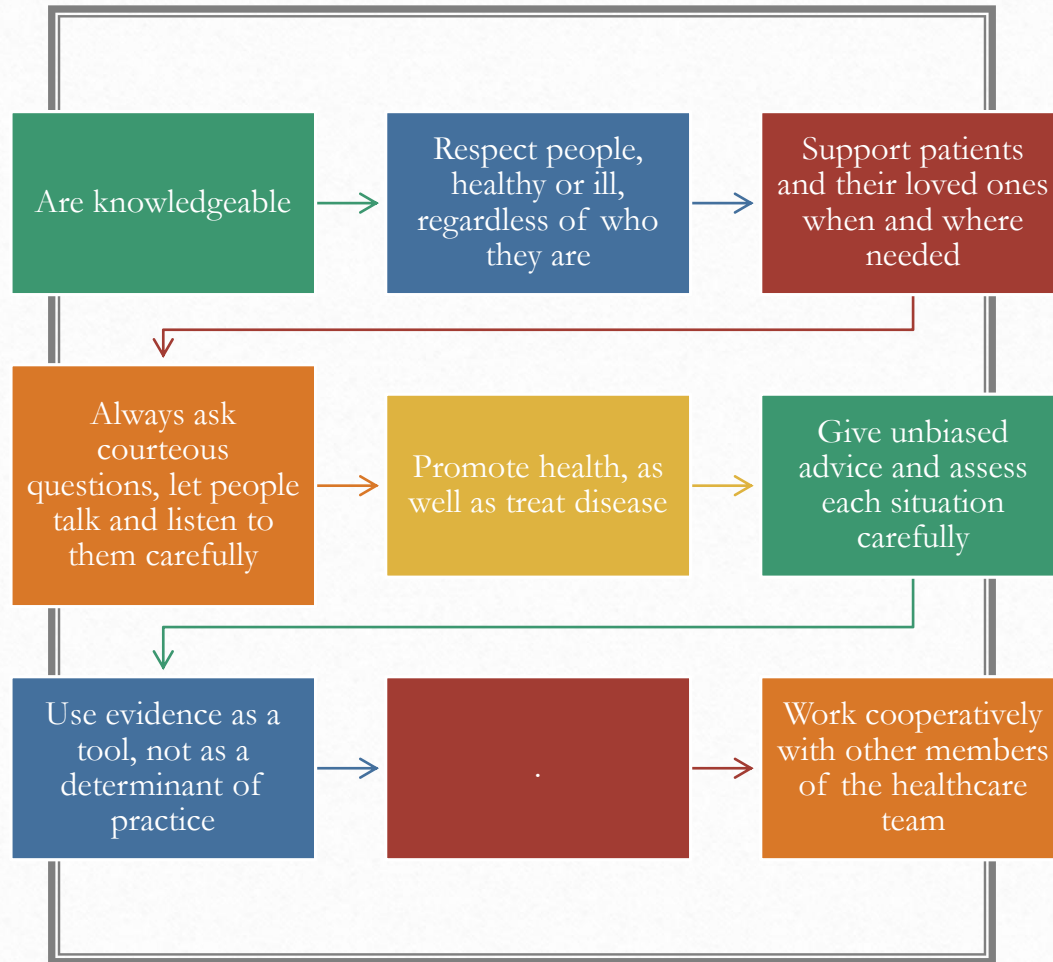 Are knowledgeable
Respect people,
healthy or ill,
regardless of who
they are
Support patients
and their loved ones
when and where
needed
Always ask
courteous
questions, let people
talk and listen to
them carefully
Promote health, as
well as treat disease
Give unbiased
advice and assess
each situation
carefully
Use evidence as a
tool, not as a
determinant of
practice
.
Work cooperatively
with other members
of the healthcare
team